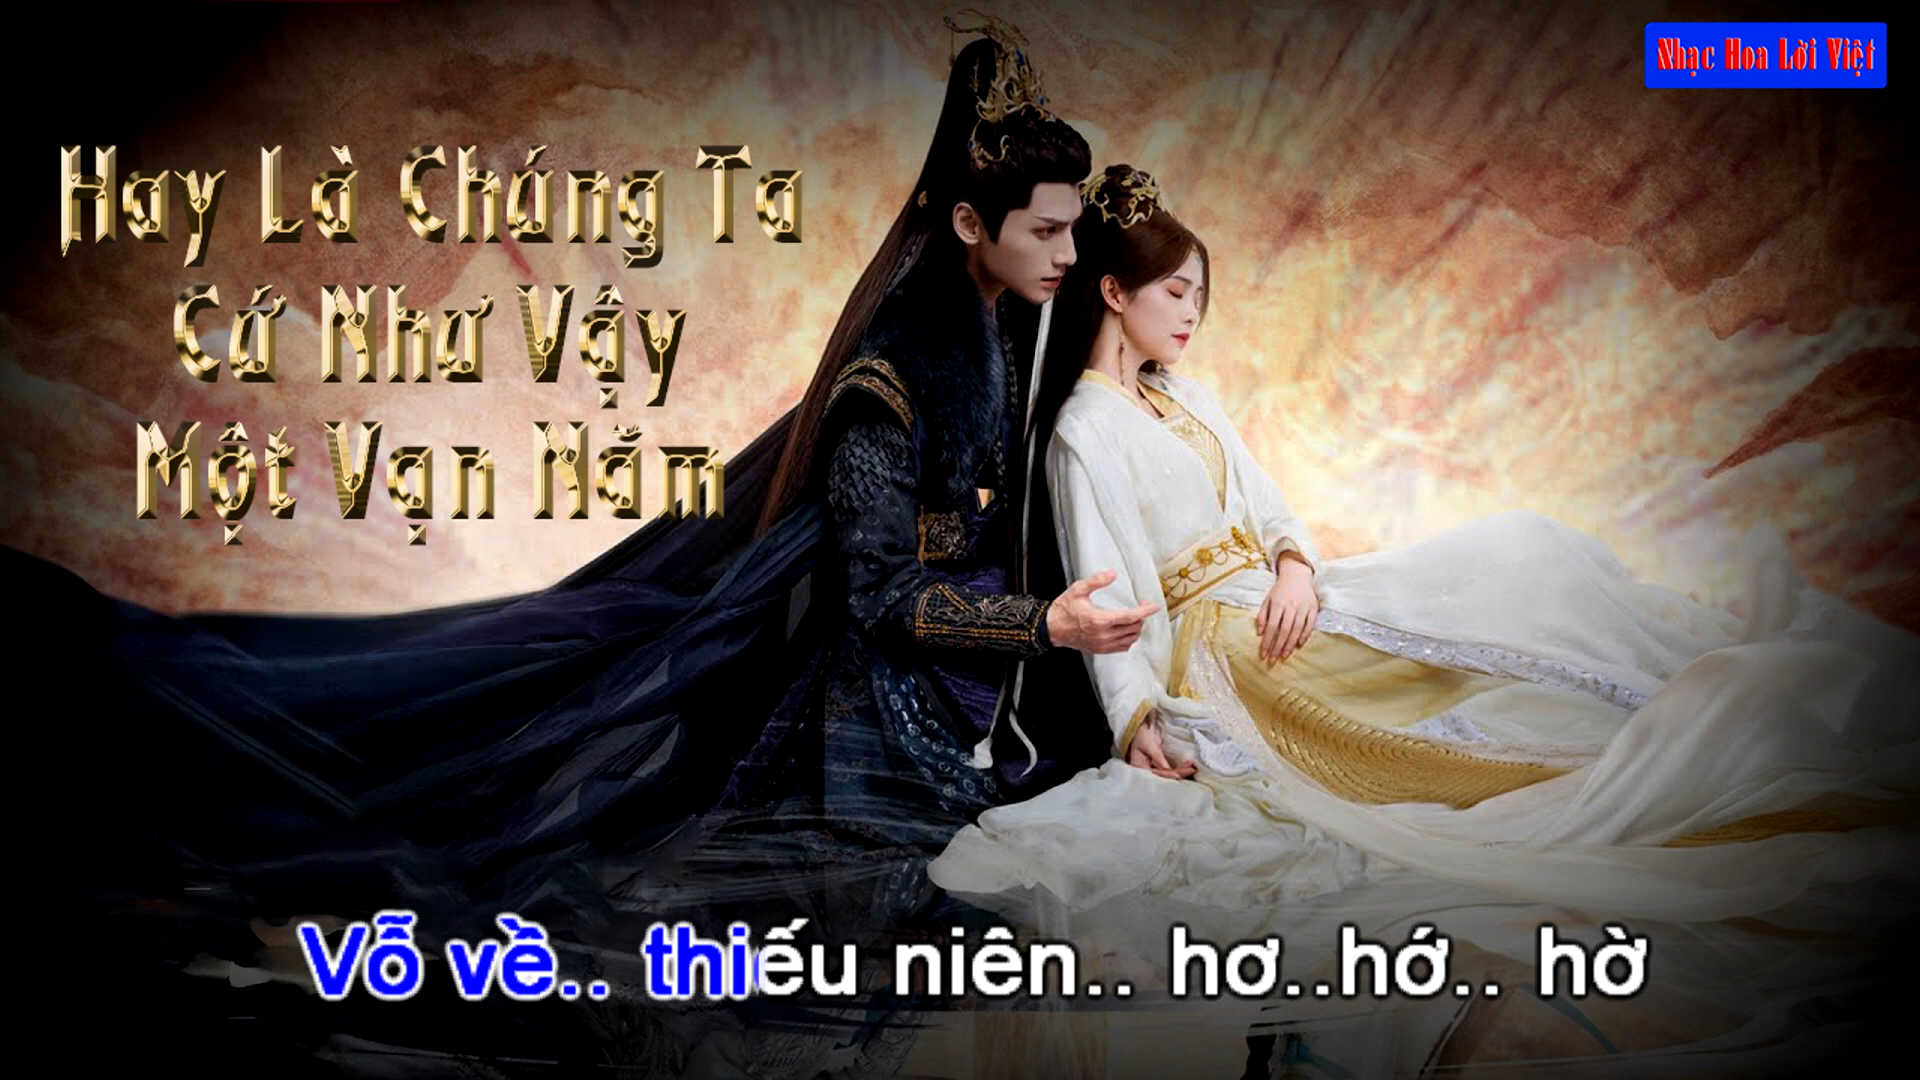 Nhạc Hoa Lời Việt
Hay Là Chúng Ta
Cứ Như Vậy
Một Vạn Năm
Vỗ về.. thiếu niên.. hơ..hớ.. hờ